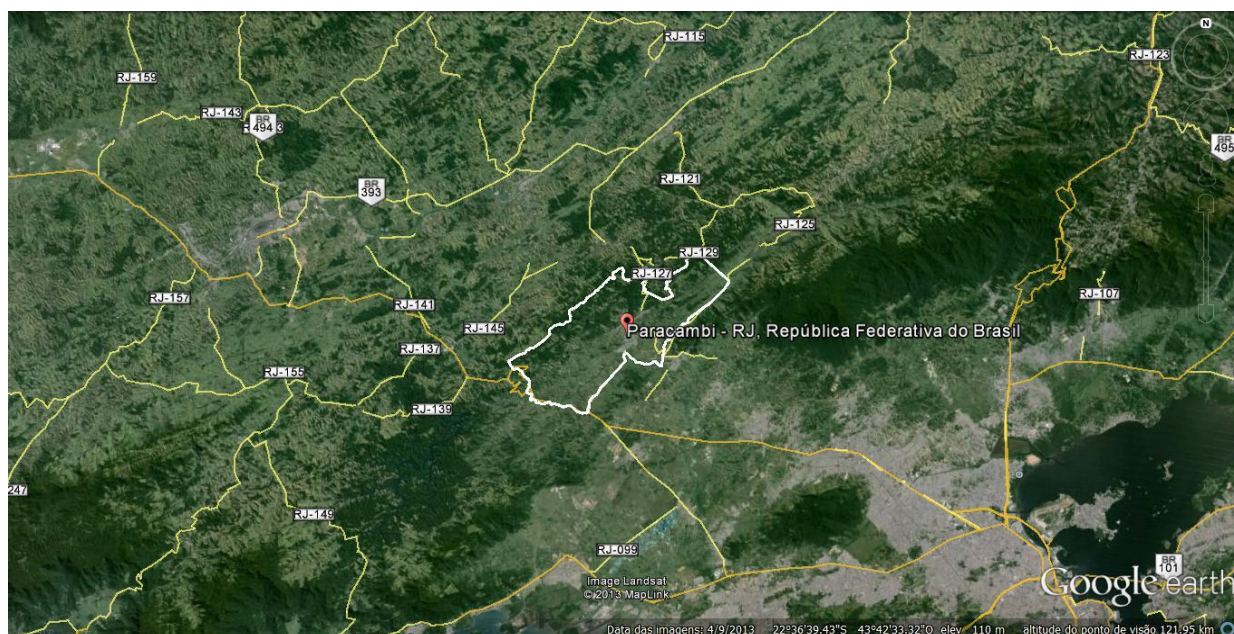 N
RJ-115
RJ-123
RJ-159
RJ-143
BR
494
3
BR
495
BR
393
RJ-121
RJ-125
RJ-129
RJ-127
RJ-107
RJ-157
RJ-141
RJ-145
Paracambi - RJ, República Federativa do Brasil
RJ-137
RJ-155
RJ-139
247
RJ-149
RJ-099
BR
101
Image Landsat
© 2013 MapLink
Google earth
Data das imagens: 4/9/2013 22°36'39.43"S 43°42'33.32"O elev 110 m altitude do ponto de visão 121.95 km